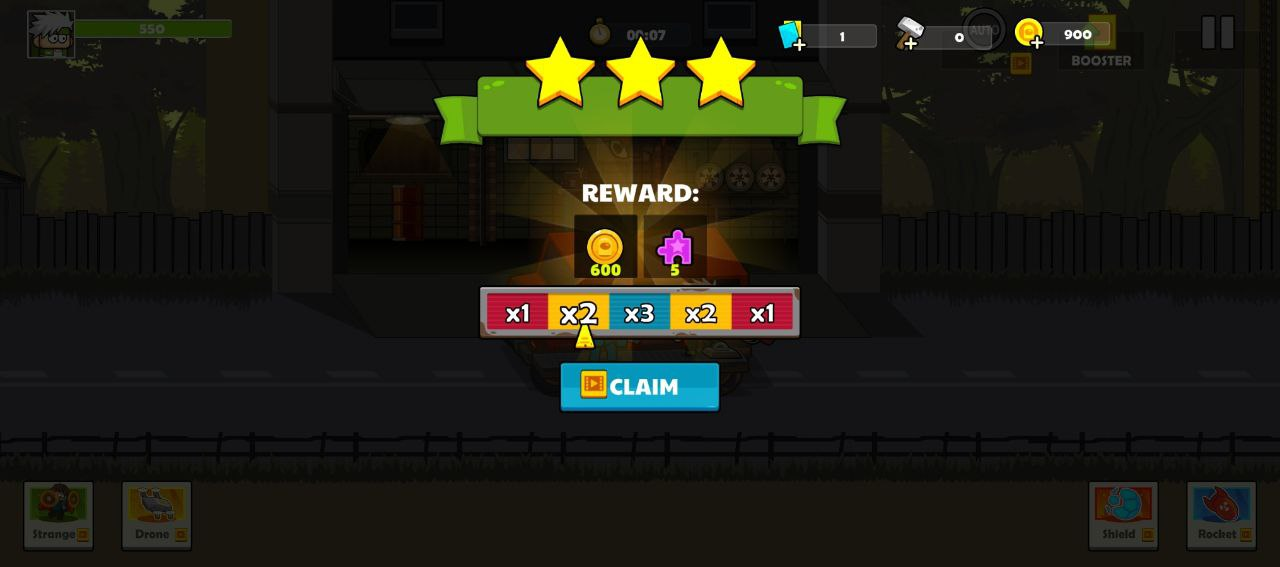 550
00:07
1
0
AUTO
900
BOOSTER
REWARD:
600
5
x1 x2 x3 x2 x1
CLAIM
Strange
Drone
Shield
Rocket